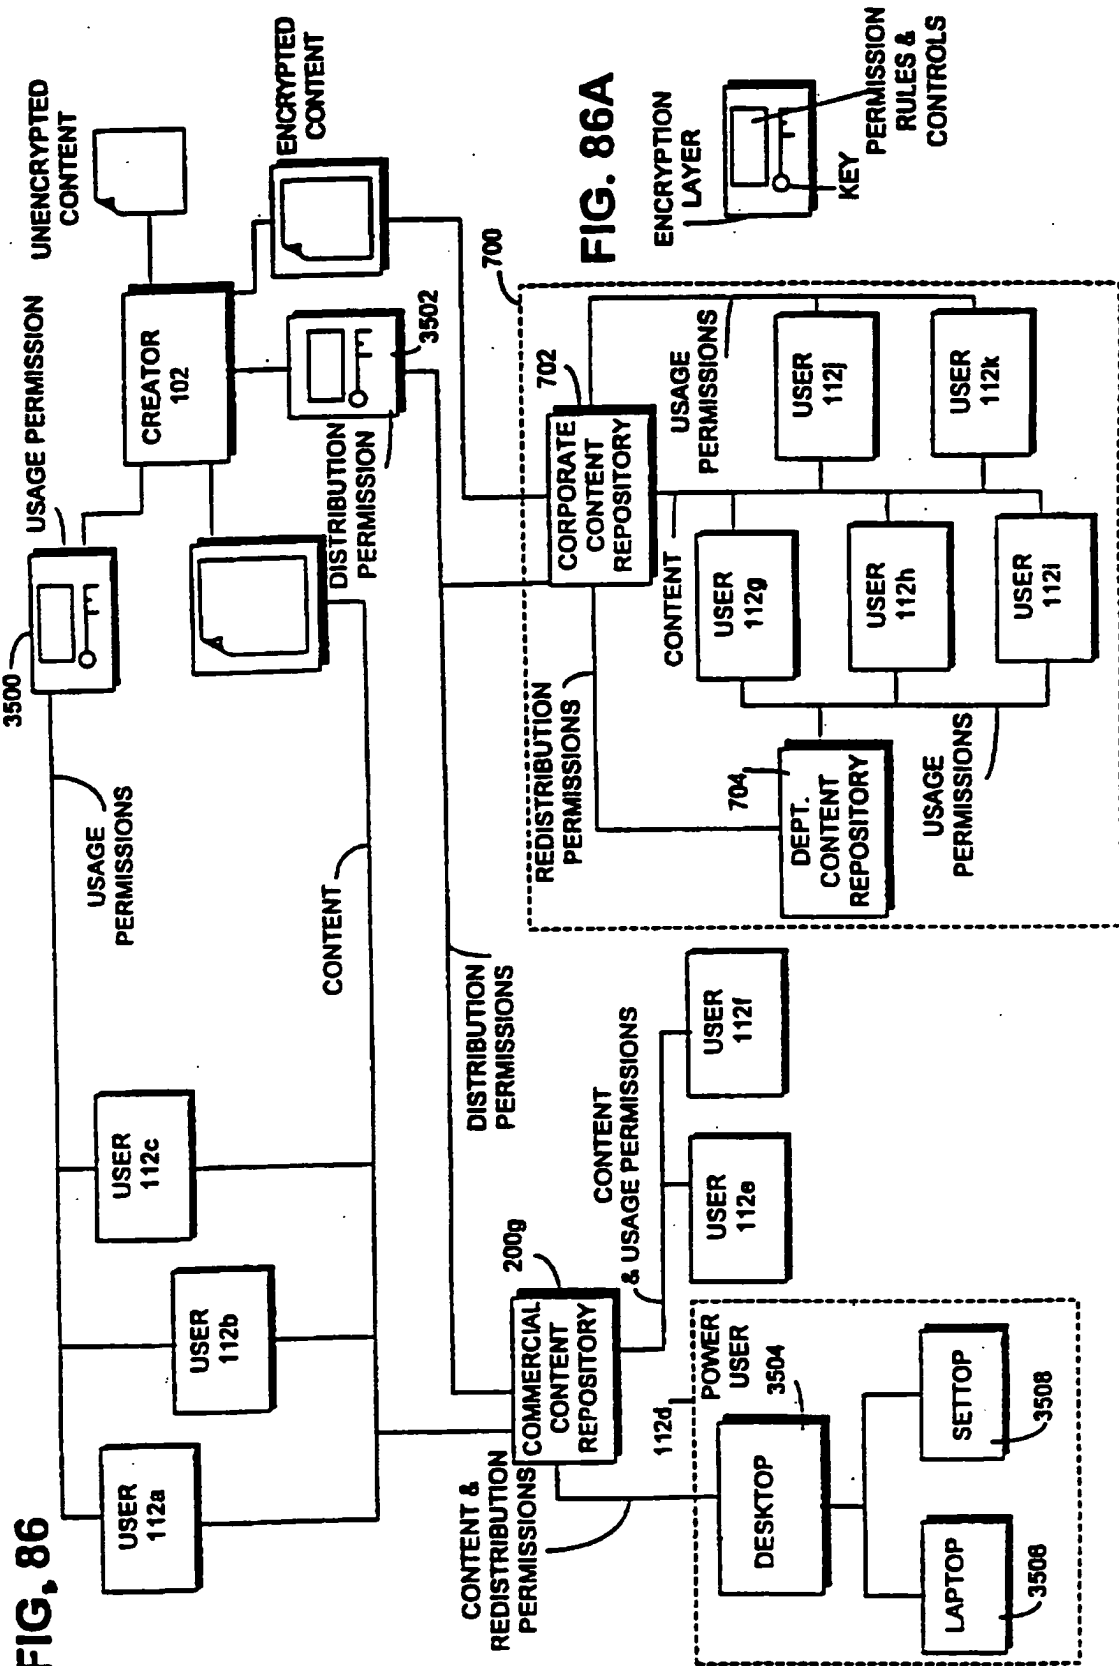 FIG. 86
USAGE PERMISSION
UNENCRYPTED
CONTENT
3500
CREATOR
102
ENCRYPTED
CONTENT
USAGE
PERMISSIONS
DISTRIBUTION
PERMISSION
3502
USER
112a
USER
112b
USER
112c
CONTENT
DISTRIBUTION
PERMISSIONS
CONTENT &
REDISTRIBUTION
PERMISSIONS
COMMERCIAL
CONTENT
REPOSITORY
200g
CONTENT
& USAGE PERMISSIONS
USER
112e
USER
112f
112d
POWER
USER
3504
DESKTOP
LAPTOP
3506
SETTOP
3508
REDISTRIBUTION
PERMISSIONS
CORPORATE
CONTENT
REPOSITORY
702
700
CONTENT
USAGE
PERMISSIONS
704
DEPT.
CONTENT
REPOSITORY
USER
112g
USER
112h
USER
112i
USER
112j
USER
112k
USAGE
PERMISSIONS
FIG. 86A
ENCRYPTION
LAYER
KEY
PERMISSION
RULES &
CONTROLS